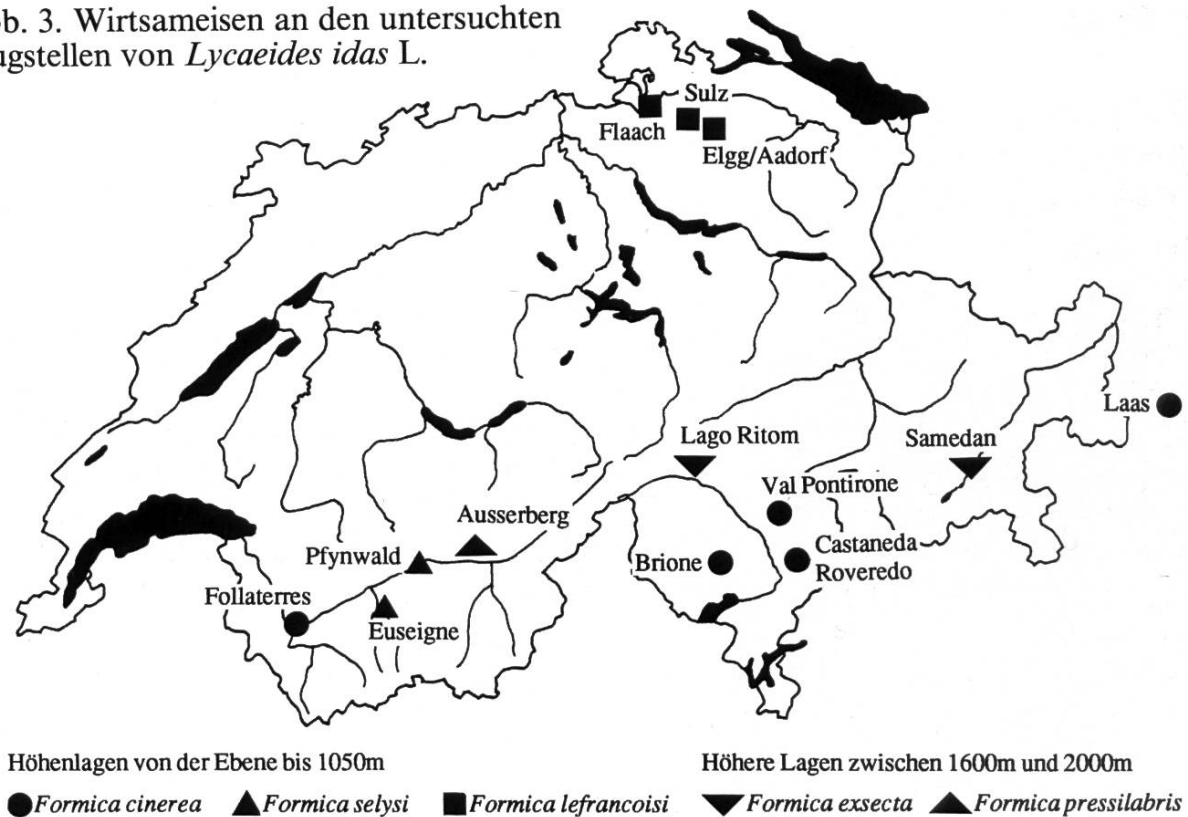 b. 3. Wirtsameisen an den untersuchten
ugstellen von Lycaeides idas L.
Sulz
Flaach
Elgg/Aadorf
Laas
Lago Ritom
Samedan
Val Pontirone
Ausserberg
Pfynwald
Brione
Castaneda
Roveredo
Follaterres
Euseigne
Höhenlagen von der Ebene bis 1050m
Höhere Lagen zwischen 1600m und 2000m
Formica cinerea
Formica selysi
Formica lefrancoisi
Formica exsecta
Formica pressilabris